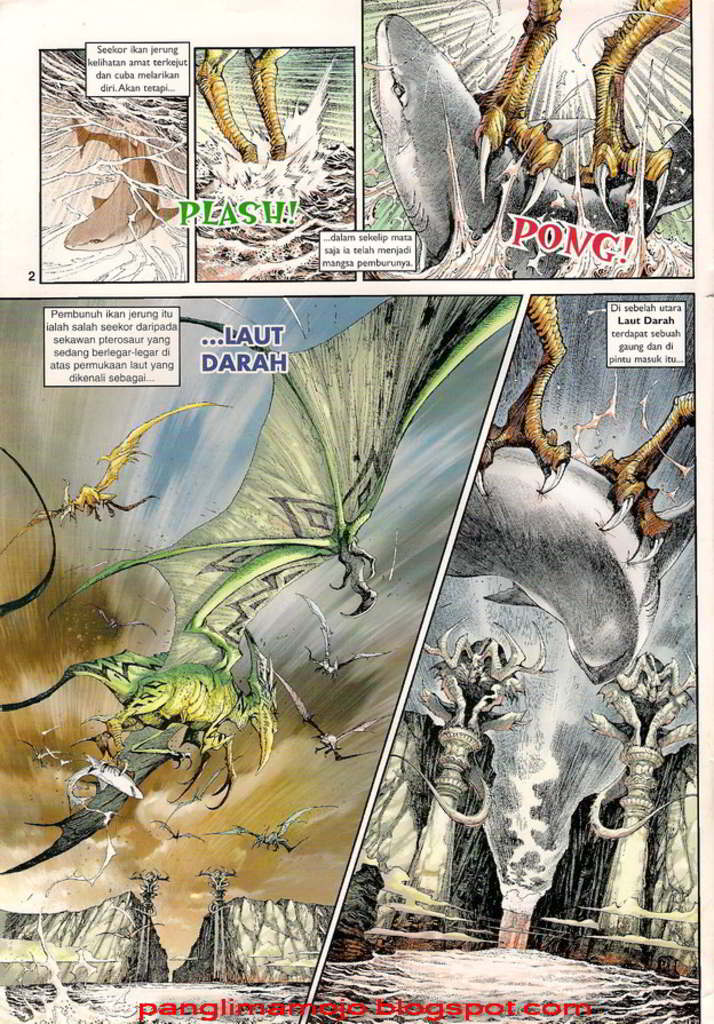 Seekor ikan jerung
kelihatan amat terkejut
dan cuba melarikan
diri. Akan tetapi...
PLASH!
...dalam sekelip mata
saja ia telah menjadi
mangsa pemburunya.
PONG!
2
Pembunuh ikan jerung itu
ialah salah seekor daripada
sekawan pterosaur yang
sedang berlegar-legar di
atas permukaan laut yang
dikenali sebagai...
...LAUT
DARAH
Di sebelah utara
Laut Darah
terdapat sebuah
gaung dan di
pintu masuk itu...
panglimamojo.blogspot.com